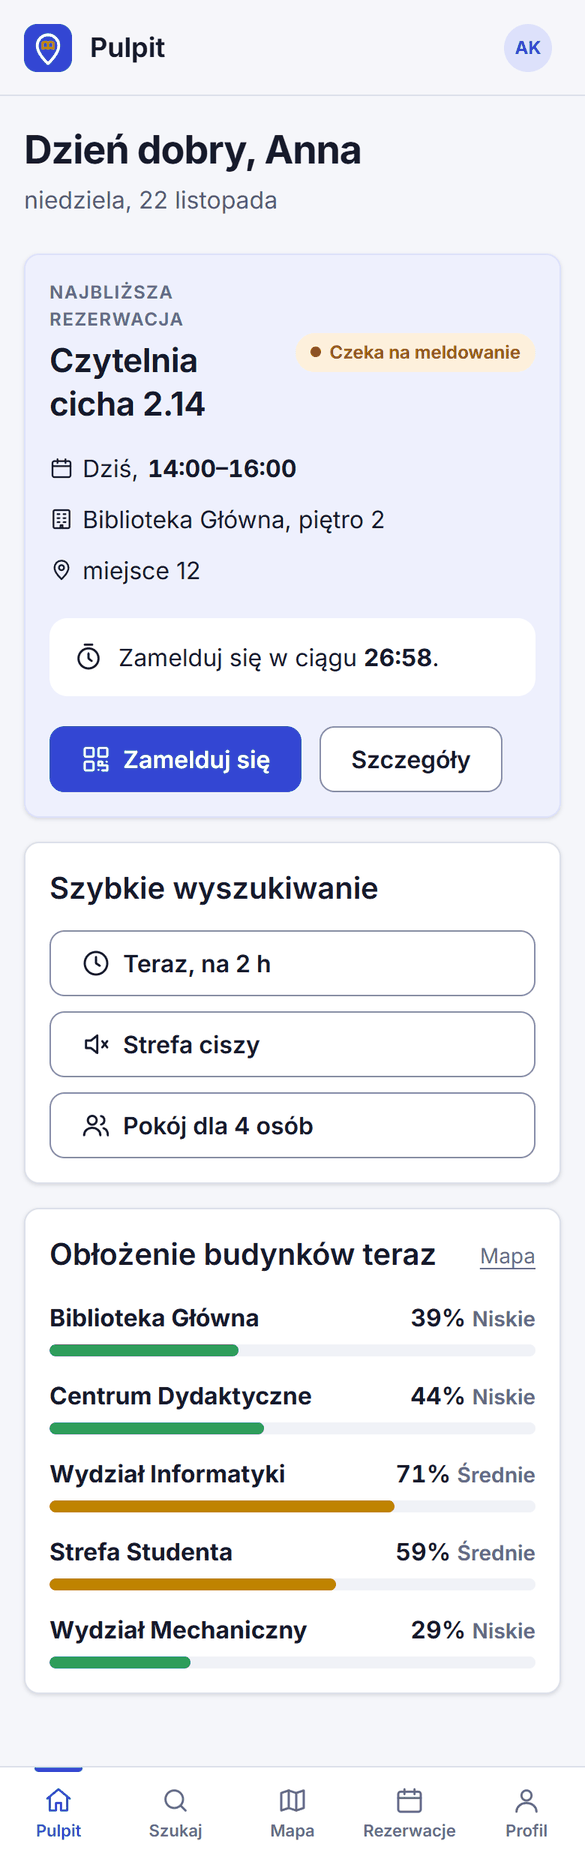 Pulpit
AK
Dzień dobry, Anna
niedziela, 22 listopada
NAJBLIŻSZA
REZERWACJA
Czytelnia
cicha 2.14
Czeka na meldowanie
Dziś, 14:00–16:00
Biblioteka Główna, piętro 2
miejsce 12
Zamelduj się w ciągu 26:58.
Zamelduj się
Szczegóły
Szybkie wyszukiwanie
Teraz, na 2 h
Strefa ciszy
Pokój dla 4 osób
Obłożenie budynków teraz
Mapa
Biblioteka Główna 39% Niskie
Centrum Dydaktyczne 44% Niskie
Wydział Informatyki 71% Średnie
Strefa Studenta 59% Średnie
Wydział Mechaniczny 29% Niskie
Pulpit
Szukaj
Mapa
Rezerwacje
Profil